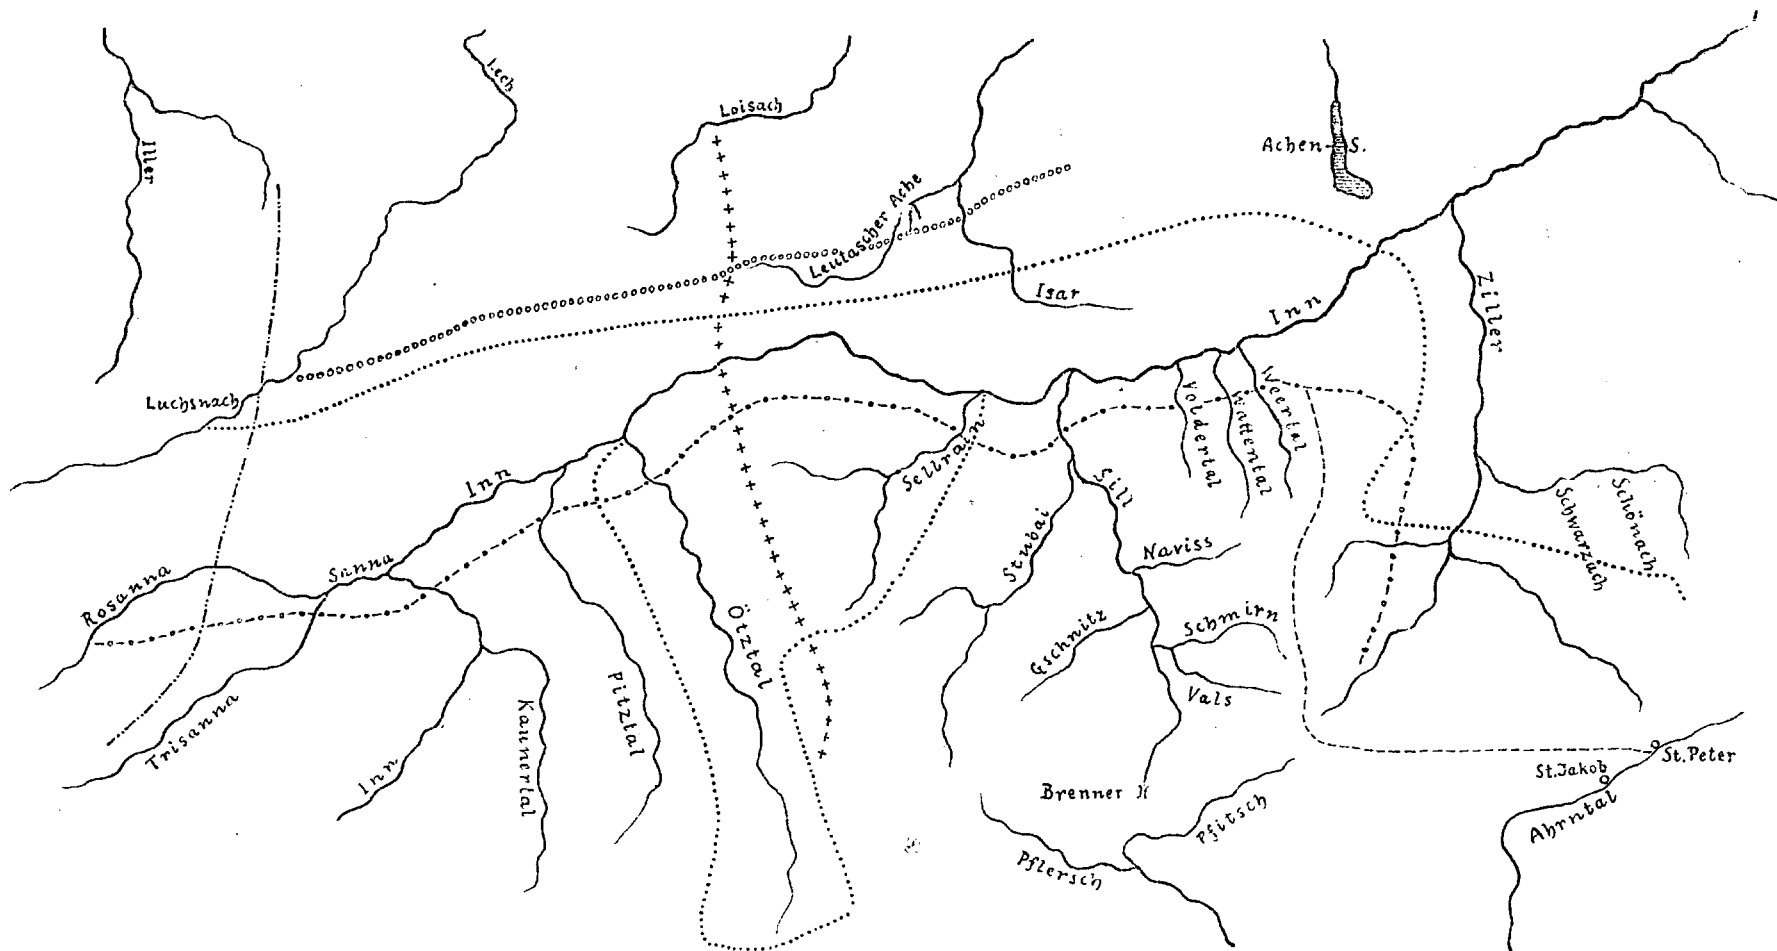 Lech
Loisach
Iller
Achen-S.
Leutascher Ache
Isar
Inn
Ziller
Luchsnach
Voldertal
Wattental
Weertal
Inn
Sellrain
Sill
Stubai
Schwarzach
Schönach
Naviss
Rosanna
Sanna
Ötztal
Gschnitz
Schmirn
Vals
Trisanna
Inn
Kaunertal
Pitztal
Brenner
Pfitsch
Pflersch
St. Peter
St. Jakob
Ahrntal